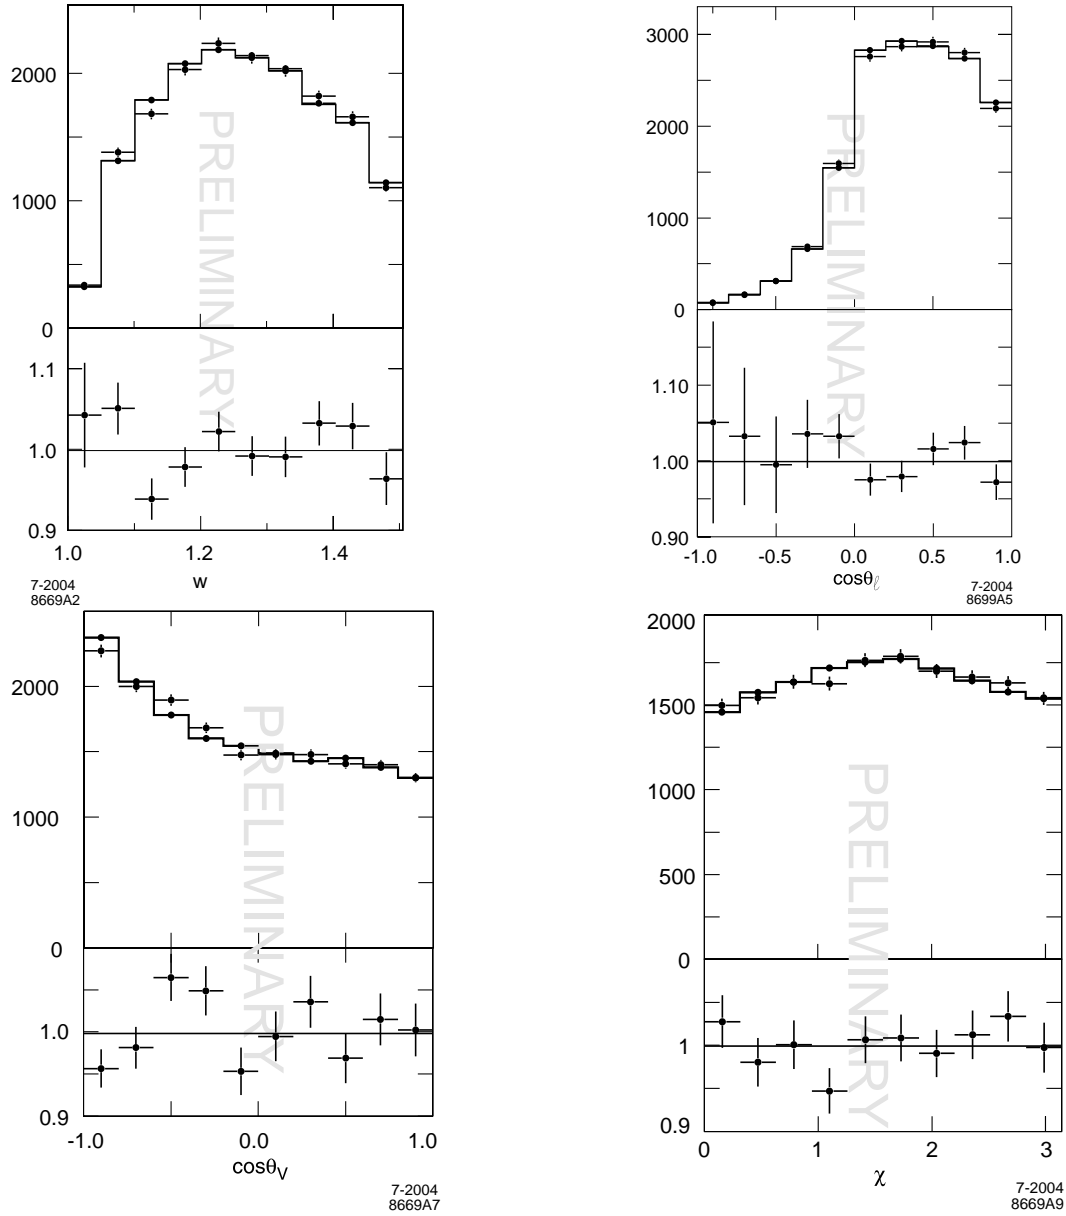 2000
1000
0
1.1
1.0
0.9
1.0 1.2 1.4
w
7-2004
8669A2
PRELIMINARY
3000
2000
1000
0
1.10
1.00
0.90
-1.0 -0.5 0.0 0.5 1.0
cosθℓ
7-2004
8699A5
PRELIMINARY
2000
1000
0
1.0
0.9
-1.0 0.0 1.0
cosθV
7-2004
8669A7
PRELIMINARY
2000
1500
1000
500
0
1
0.9
0 1 2 3
χ
7-2004
8669A9
PRELIMINARY